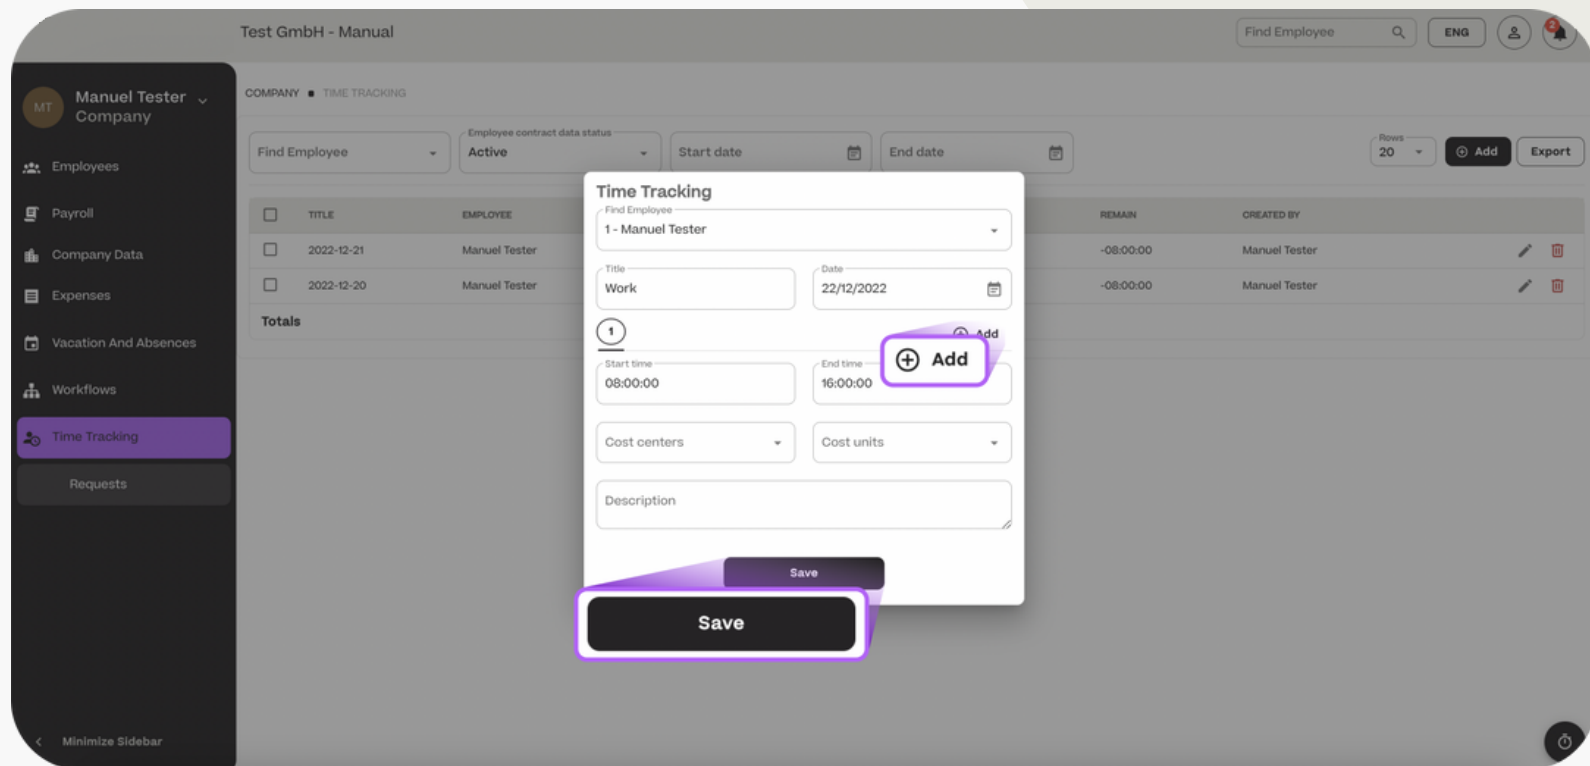 Test GmbH - Manual
Find Employee
ENG
2
MT
Manuel Tester
Company
Employees
Payroll
Company Data
Expenses
Vacation And Absences
Workflows
Time Tracking
Requests
Minimize Sidebar
COMPANY ■ TIME TRACKING
Find Employee
Employee contract data status
Active
Start date
End date
Rows
20
Add
Export
TITLE EMPLOYEE REMAIN CREATED BY
2022-12-21 Manuel Tester -08:00:00 Manuel Tester
2022-12-20 Manuel Tester -08:00:00 Manuel Tester
Totals
Time Tracking
Find Employee
1 - Manuel Tester
Title
Work
Date
22/12/2022
1
Add
Add
Start time
08:00:00
End time
16:00:00
Cost centers
Cost units
Description
Save
Save